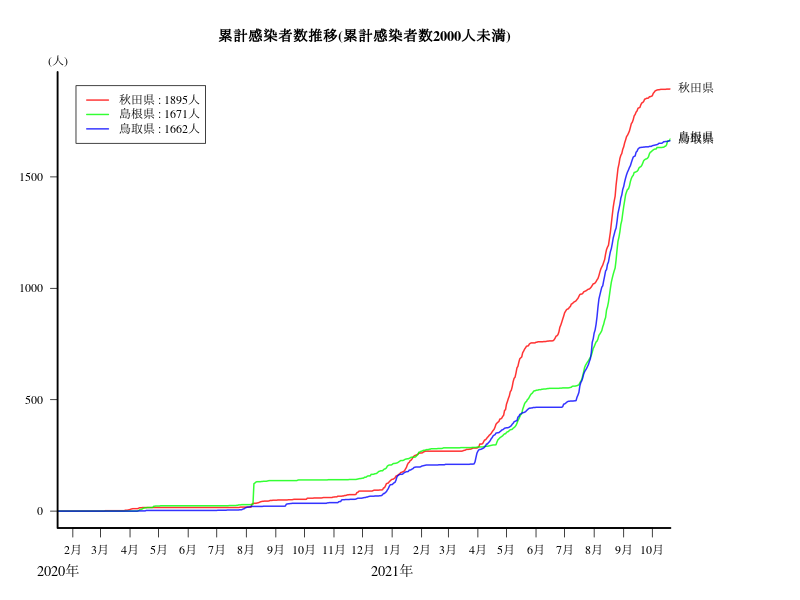 累計感染者数推移(累計感染者数2000人未満)
(人)
秋田県 : 1895人
島根県 : 1671人
鳥取県 : 1662人
秋田県
島根県
鳥取県
1500
1000
500
0
2月 3月 4月 5月 6月 7月 8月 9月 10月 11月 12月 1月 2月 3月 4月 5月 6月 7月 8月 9月 10月
2020年 2021年